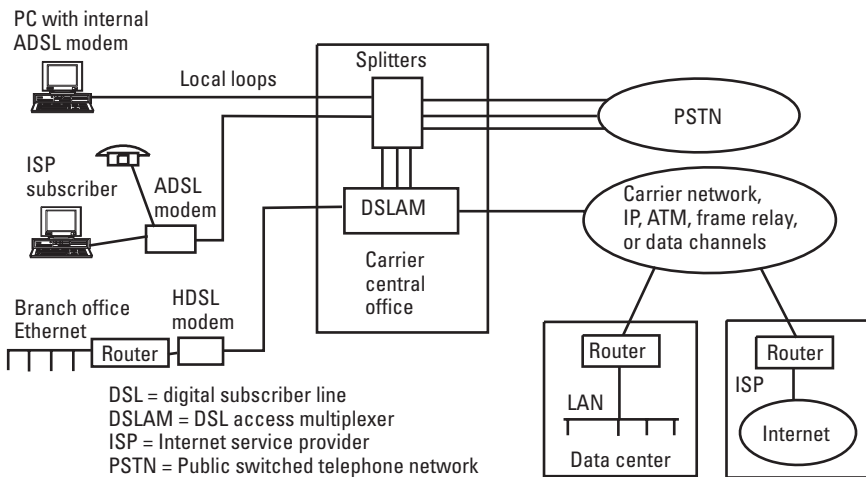 PC with internal
ADSL modem
Local loops
Splitters
PSTN
ISP
subscriber
ADSL
modem
DSLAM
Carrier network,
IP, ATM, frame relay,
or data channels
Carrier
central
office
Branch office
Ethernet
HDSL
modem
Router
Router
LAN
Data center
Router
ISP
Internet
DSL = digital subscriber line
DSLAM = DSL access multiplexer
ISP = Internet service provider
PSTN = Public switched telephone network